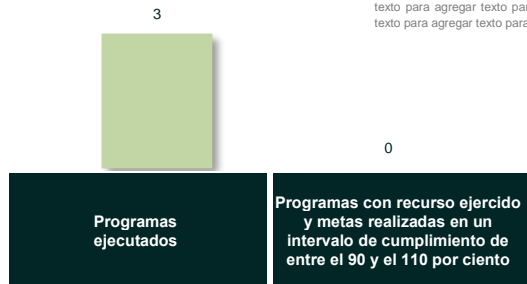 texto para agregar texto par
texto para agregar texto para
3
0
Programas
ejecutados
Programas con recurso ejercido
y metas realizadas en un
intervalo de cumplimiento de
entre el 90 y el 110 por ciento